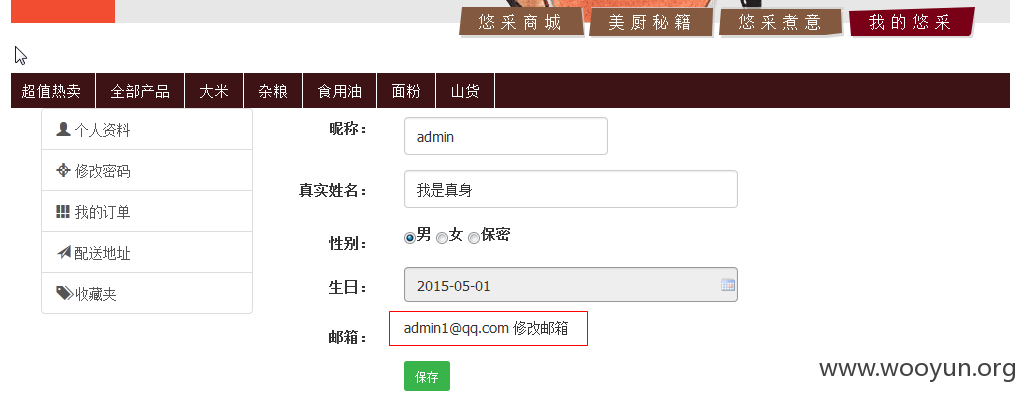 悠采商城 美厨秘籍 悠采煮意 我的悠采
超值热卖 全部产品 大米 杂粮 食用油 面粉 山货
个人资料
修改密码
我的订单
配送地址
收藏夹
昵称： admin
真实姓名： 我是真身
性别： 男 女 保密
生日： 2015-05-01
邮箱： admin1@qq.com 修改邮箱
保存
www.wooyun.org